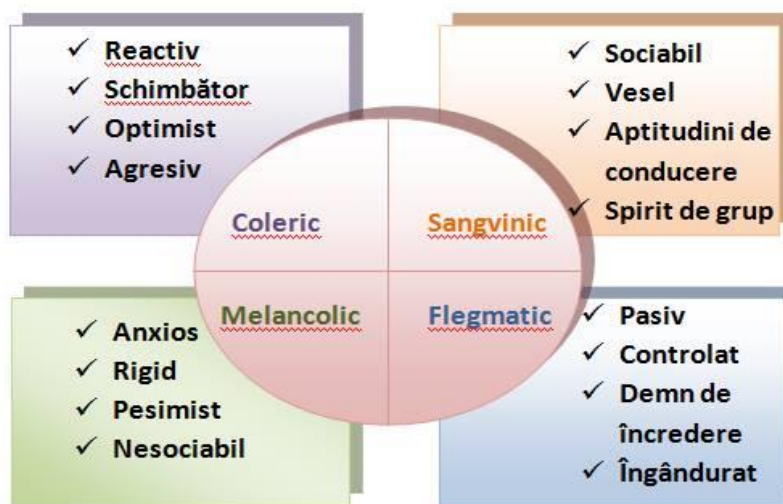 ✓ Reactiv
✓ Schimbător
✓ Optimist
✓ Agresiv
✓ Sociabil
✓ Vesel
✓ Aptitudini de
conducere
✓ Spirit de grup
Coleric
Sangvinic
Melancolic
Flegmatic
✓ Anxios
✓ Rigid
✓ Pesimist
✓ Nesociabil
✓ Pasiv
✓ Controlat
✓ Demn de
încredere
✓ Îngândurat